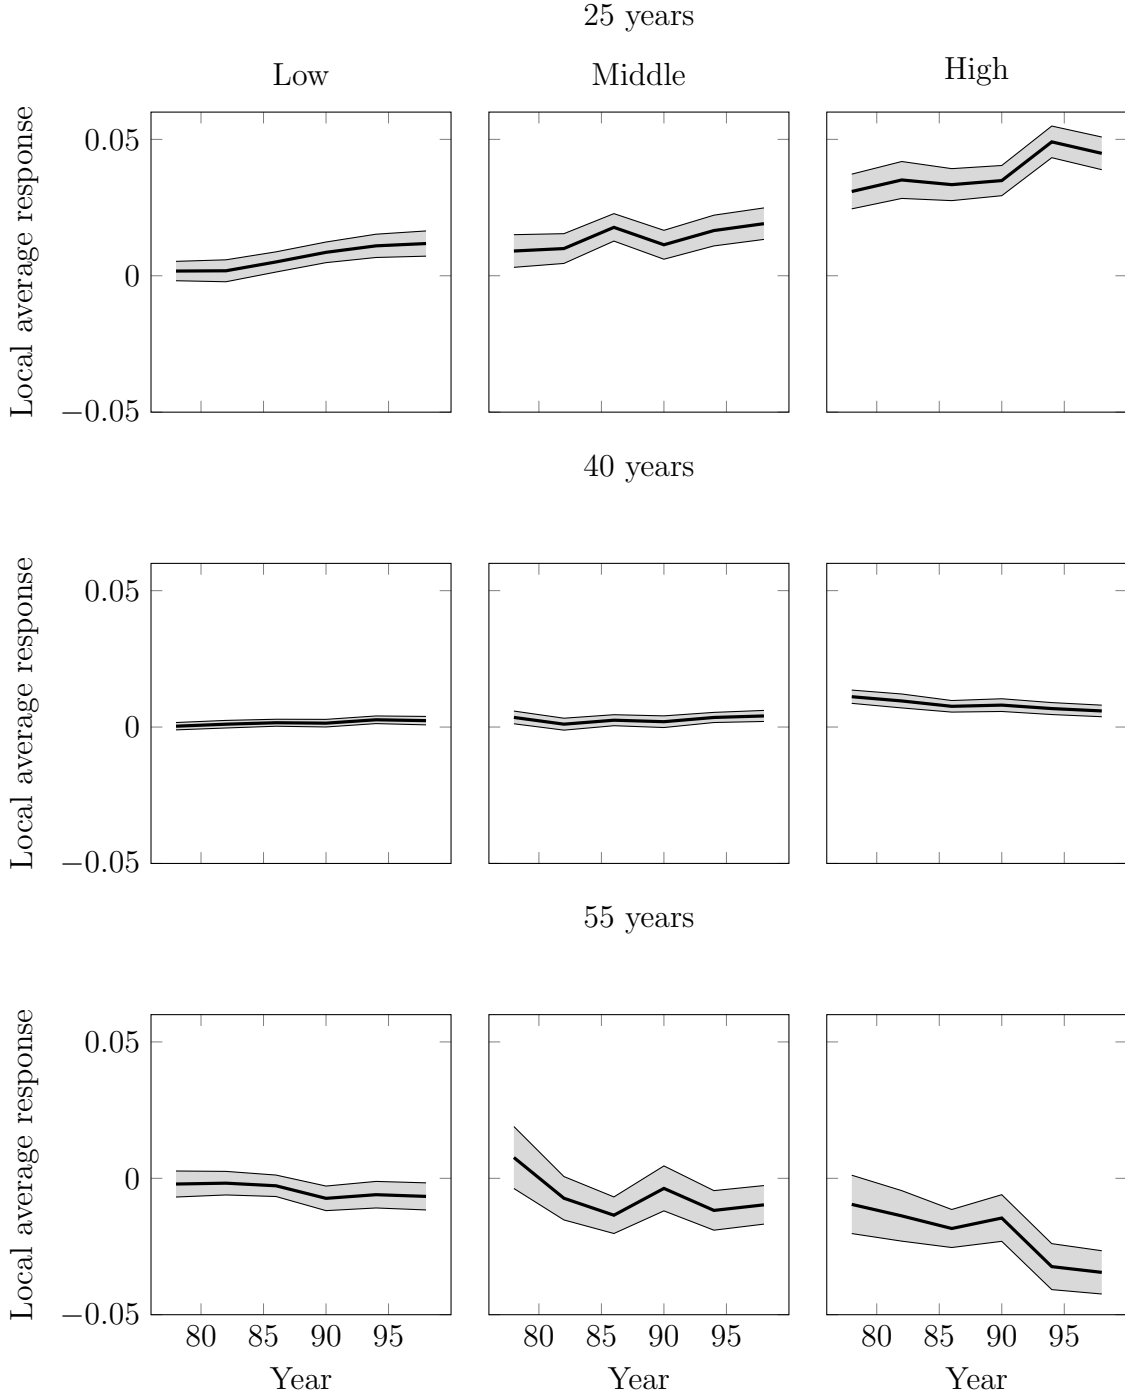 25 years
Low Middle High
Local average response
0.05
0
−0.05
40 years
Local average response
0.05
0
−0.05
55 years
Local average response
0.05
0
−0.05
80 85 90 95 80 85 90 95 80 85 90 95
Year Year Year